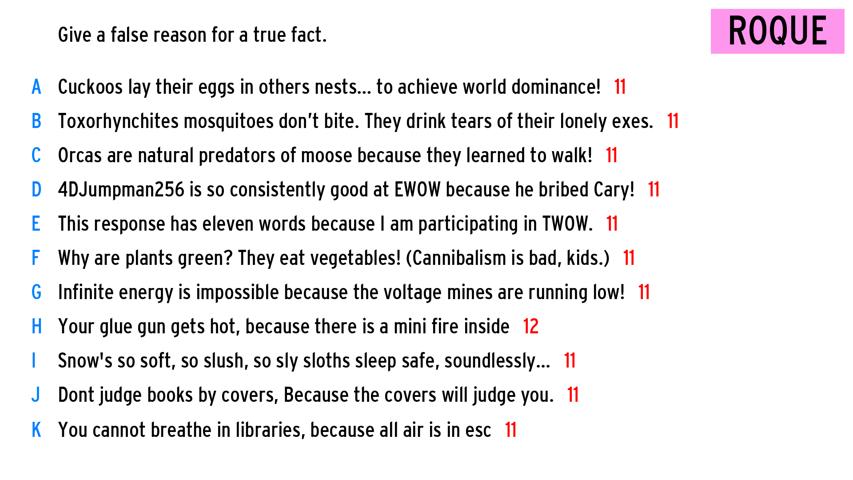 Give a false reason for a true fact.
ROQUE
A Cuckoos lay their eggs in others nests... to achieve world dominance! 11
B Toxorhynchites mosquitoes don't bite. They drink tears of their lonely exes. 11
C Orcas are natural predators of moose because they learned to walk! 11
D 4DJumpman256 is so consistently good at EWOW because he bribed Cary! 11
E This response has eleven words because I am participating in TWOW. 11
F Why are plants green? They eat vegetables! (Cannibalism is bad, kids.) 11
G Infinite energy is impossible because the voltage mines are running low! 11
H Your glue gun gets hot, because there is a mini fire inside 12
I Snow's so soft, so slush, so sly sloths sleep safe, soundlessly... 11
J Dont judge books by covers, Because the covers will judge you. 11
K You cannot breathe in libraries, because all air is in esc 11